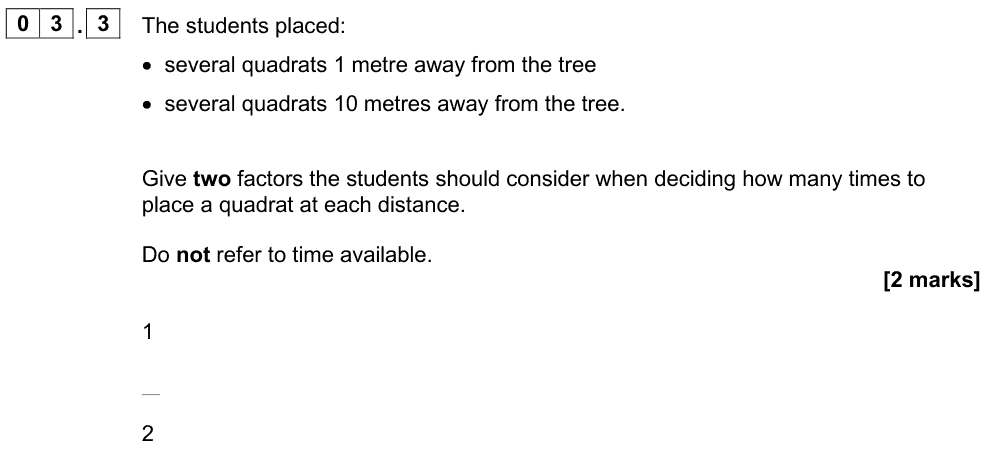 0 3 . 3 The students placed:
• several quadrats 1 metre away from the tree
• several quadrats 10 metres away from the tree.
Give two factors the students should consider when deciding how many times to
place a quadrat at each distance.
Do not refer to time available.
[2 marks]
1
2